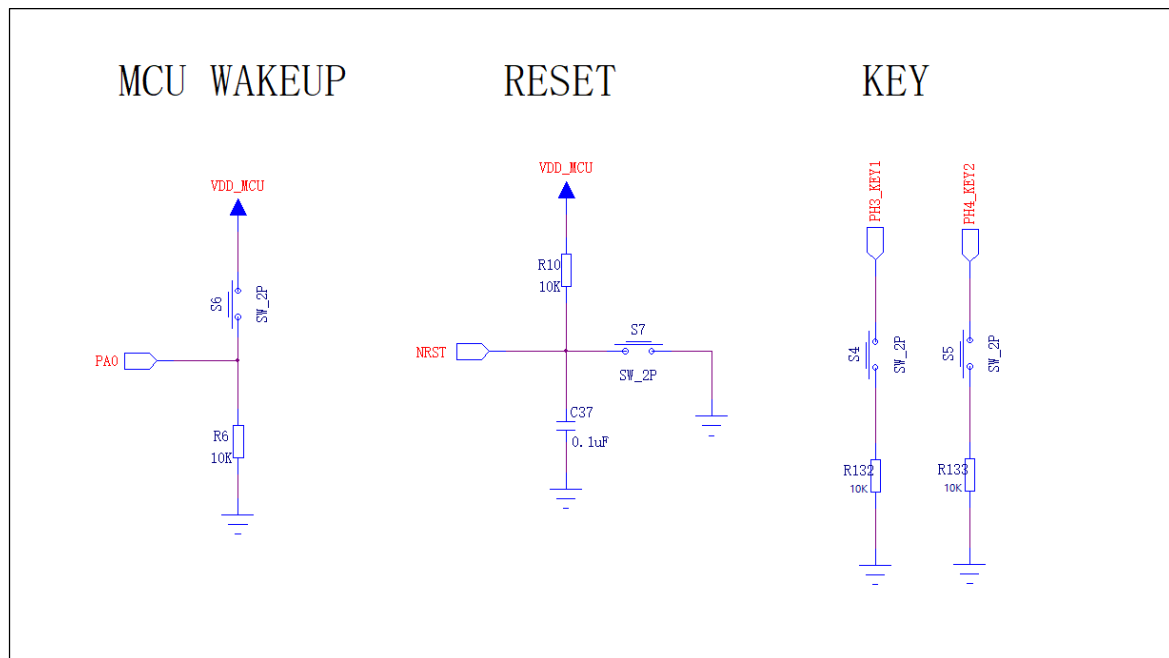 MCU WAKEUP
VDD_MCU
S6
SW_2P
PA0
R6
10K
RESET
VDD_MCU
R10
10K
S7
NRST
SW_2P
C37
0.1uF
KEY
PH3_KEY1
PH4_KEY2
S4
SW_2P
S5
SW_2P
R132
10K
R133
10K